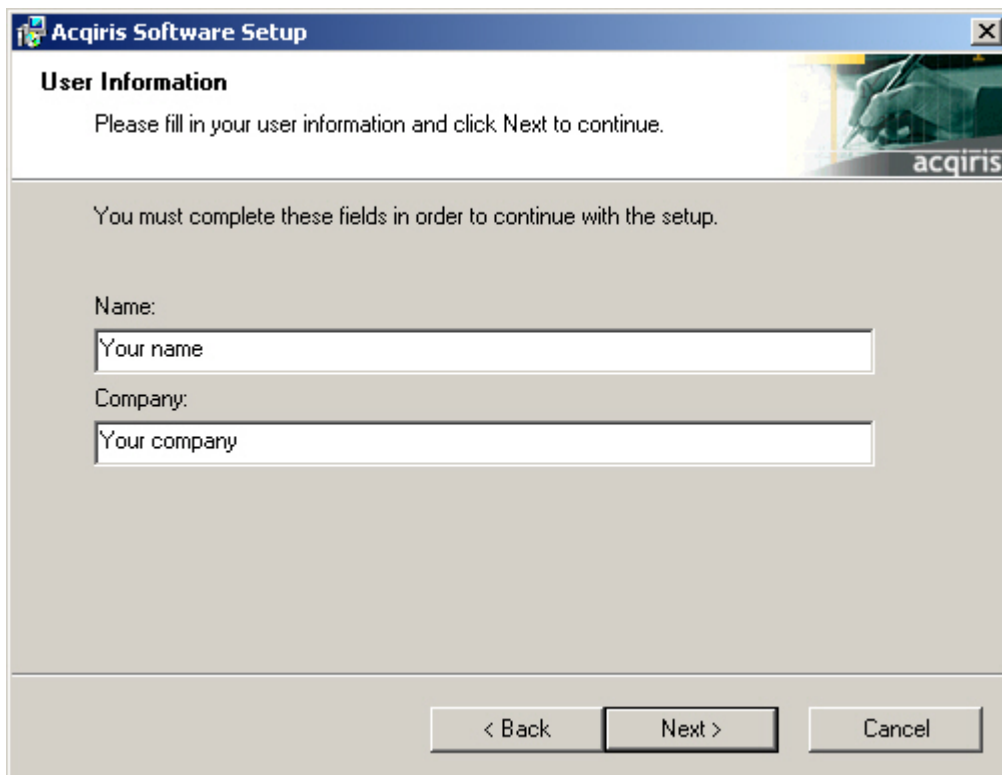 Acqiris Software Setup
User Information
Please fill in your user information and click Next to continue.
acqiris
You must complete these fields in order to continue with the setup.
Name:
Your name
Company:
Your company
< Back
Next >
Cancel